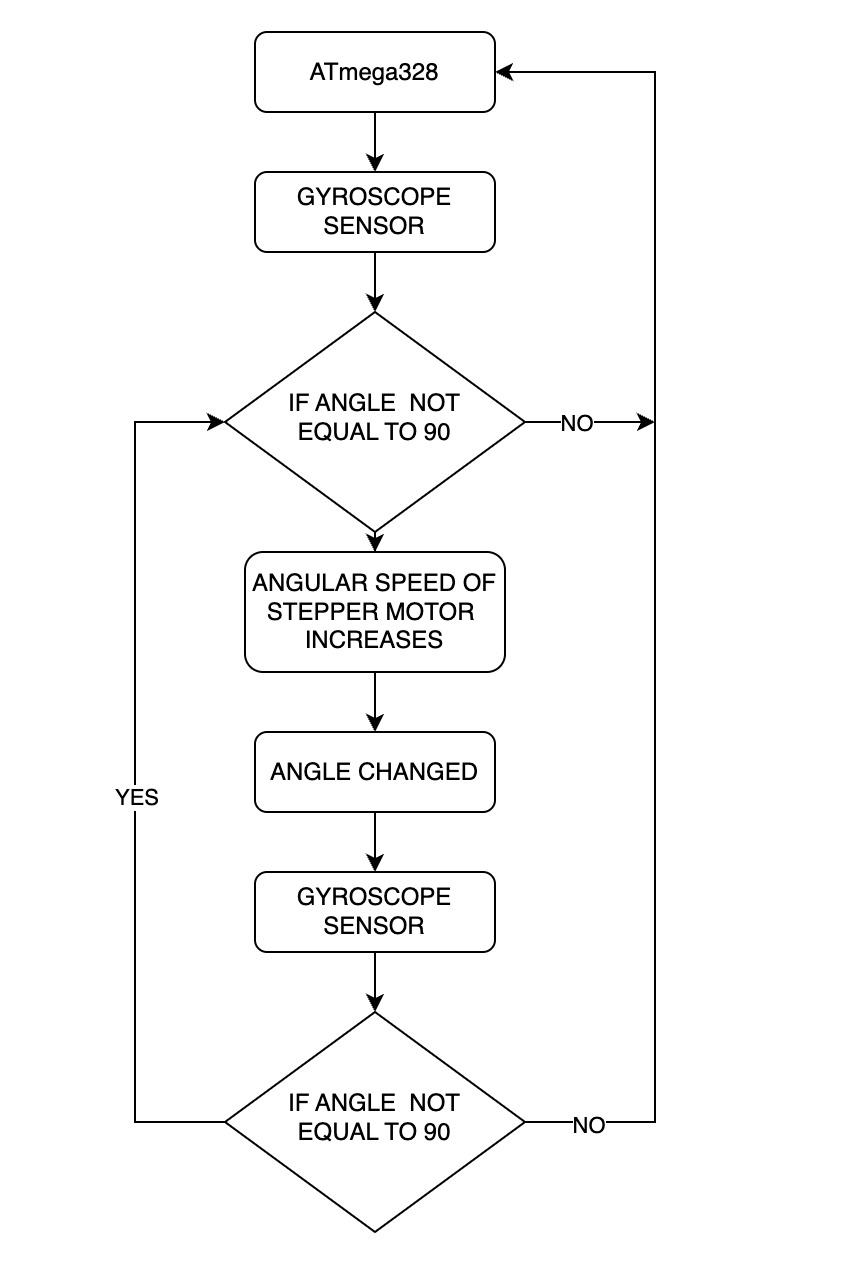 ATmega328
GYROSCOPE
SENSOR
IF ANGLE  NOT
EQUAL TO 90
NO
ANGULAR SPEED OF
STEPPER MOTOR
INCREASES
ANGLE CHANGED
YES
GYROSCOPE
SENSOR
IF ANGLE  NOT
EQUAL TO 90
NO